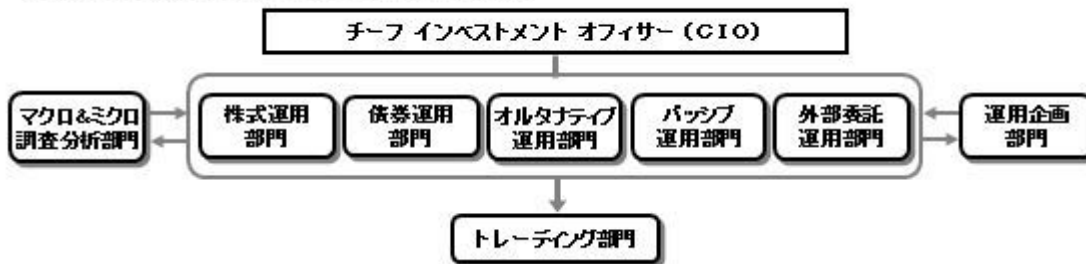 チーフ インベストメント オフィサー (CIO)
マクロ&ミクロ
調査分析部門
株式運用
部門
債券運用
部門
オルタナティブ
運用部門
パッシブ
運用部門
外部委託
運用部門
運用企画
部門
トレーディング部門